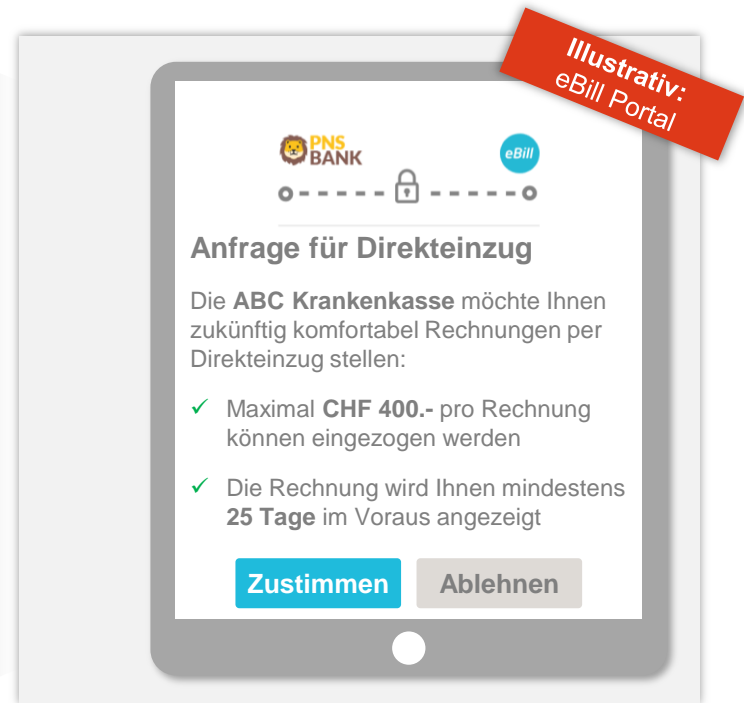 Illustrativ:
eBill Portal
PNS
BANK
eBill
Anfrage für Direkteinzug
Die ABC Krankenkasse möchte Ihnen
zukünftig komfortabel Rechnungen per
Direkteinzug stellen:
✓ Maximal CHF 400.- pro Rechnung
können eingezogen werden
✓ Die Rechnung wird Ihnen mindestens
25 Tage im Voraus angezeigt
Zustimmen
Ablehnen